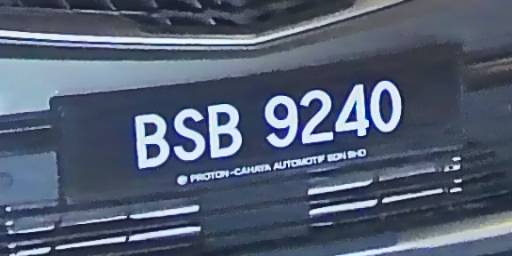 BSB 9240
PROTON-CAHAYA AUTOMOTIF SDN BHD